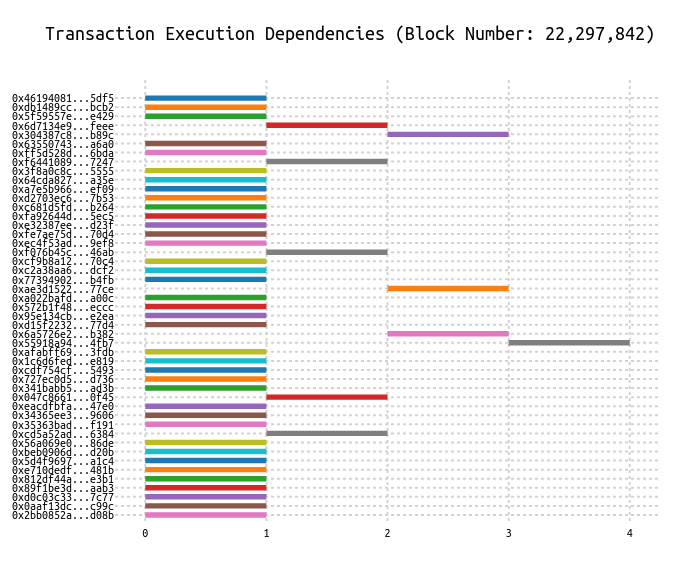 Transaction Execution Dependencies (Block Number: 22,297,842)
0x46194081...5df5
0xdb1489cc...bcb2
0x5f59557e...e429
0x6d7134e9...feee
0x304387c8...b89c
0x63550743...a6a0
0xff5d528d...6bda
0xf6441089...7247
0x3f8a0c8c...5555
0x64cda827...a35e
0xa7e5b966...ef09
0xd2703ec6...7b53
0xc681d5fd...b264
0xfa92644d...5ec5
0xe32387ee...d23f
0xfe7ae75d...70d4
0xec4f53ad...9ef8
0xf076b45c...46ab
0xcf9b8a12...70c4
0xc2a38aa6...dcf2
0x77394902...b4fb
0xae3d1522...77ce
0xa022bafd...a00c
0x572b1f48...eccc
0x95e134cb...e2ea
0xd15f2232...77d4
0x6a5726e2...b382
0x55918a94...4fb7
0xafabff69...3fdb
0x1c6d6fed...e819
0xcdf754cf...5493
0x727ec0d5...d736
0x341babb5...ad3b
0x047c8661...0f45
0xeacdfbfa...47e0
0x34365ee3...9606
0x35363bad...f191
0xcd5a52ad...6384
0x56a069e0...86de
0xbeb0906d...d20b
0x5d4f9697...a1c4
0xe710dedf...481b
0x812df44a...e3b1
0x89f1be3d...aab3
0xd0c03c33...7c77
0x0aaf13dc...c99c
0x2bb0852a...d08b
0 1 2 3 4